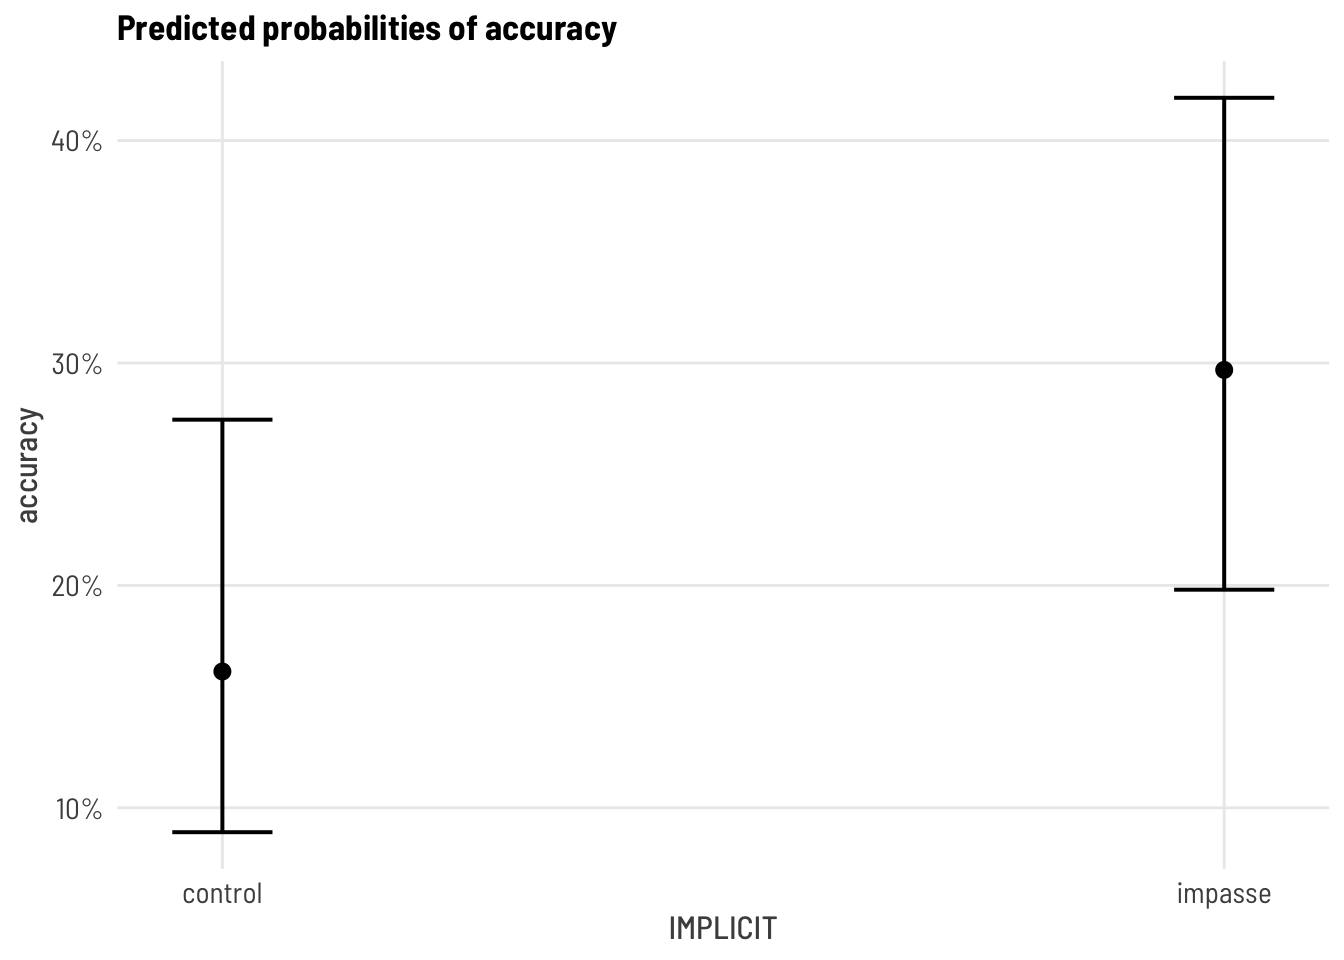 Predicted probabilities of accuracy
40%
30%
20%
10%
accuracy
control
impasse
IMPLICIT